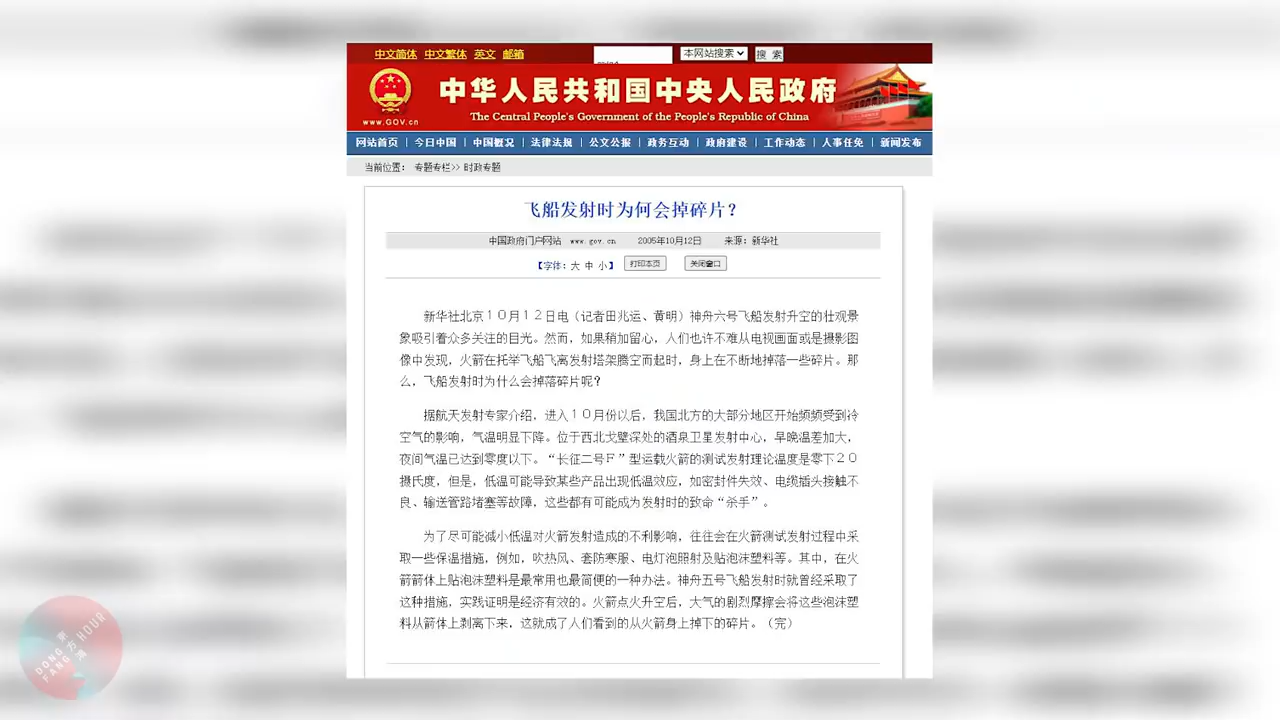 中文简体 中文繁体 英文 邮箱 本网站搜索 搜 索
中华人民共和国中央人民政府
The Central People's Government of the People's Republic of China
www.GOV.cn
网站首页 | 今日中国 | 中国概况 | 法律法规 | 公文公报 | 政务互动 | 政府建设 | 工作动态 | 人事任免 | 新闻发布
当前位置： 专题专栏>> 时政专题
飞船发射时为何会掉碎片？
中国政府门户网站 www.gov.cn 2005年10月12日 来源：新华社
【字体：大 中 小】 打印本页 关闭窗口
新华社北京１０月１２日电（记者田兆运、黄明）神舟六号飞船发射升空的壮观景
象吸引着众多关注的目光。然而，如果稍加留心，人们也许不难从电视画面或是摄影图
像中发现，火箭在托举飞船飞离发射塔架腾空而起时，身上在不断地掉落一些碎片。那
么，飞船发射时为什么会掉落碎片呢？
据航天发射专家介绍，进入１０月份以后，我国北方的大部分地区开始频频受到冷
空气的影响，气温明显下降。位于西北戈壁深处的酒泉卫星发射中心，早晚温差加大，
夜间气温已达到零度以下。“长征二号Ｆ”型运载火箭的测试发射理论温度是零下２０
摄氏度，但是，低温可能导致某些产品出现低温效应，如密封件失效、电缆插头接触不
良、输送管路堵塞等故障，这些都有可能成为发射时的致命“杀手”。
为了尽可能减小低温对火箭发射造成的不利影响，往往会在火箭测试发射过程中采
取一些保温措施，例如，吹热风、套防寒服、电灯泡照射及贴泡沫塑料等。其中，在火
箭箭体上贴泡沫塑料是最常用也最简便的一种办法。神舟五号飞船发射时就曾经采取了
这种措施，实践证明是经济有效的。火箭点火升空后，大气的剧烈摩擦会将这些泡沫塑
料从箭体上剥离下来，这就成了人们看到的从火箭身上掉下的碎片。（完）
DONG FANG HOUR
东方鸿